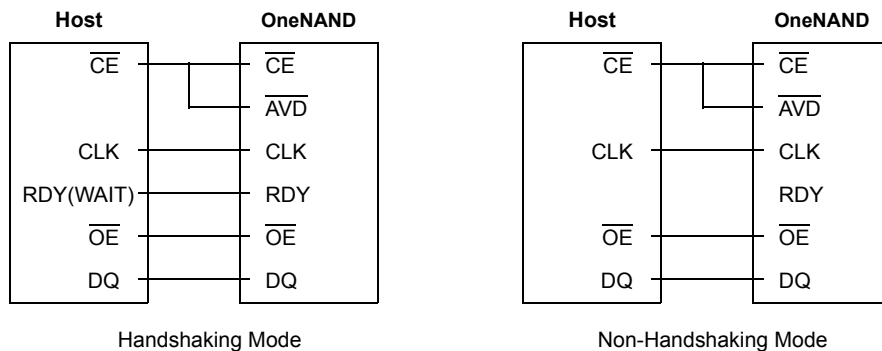 Host OneNAND
CE CE
AVD
CLK CLK
RDY(WAIT) RDY
OE OE
DQ DQ
Handshaking Mode
Host OneNAND
CE CE
AVD
CLK CLK
RDY
OE OE
DQ DQ
Non-Handshaking Mode